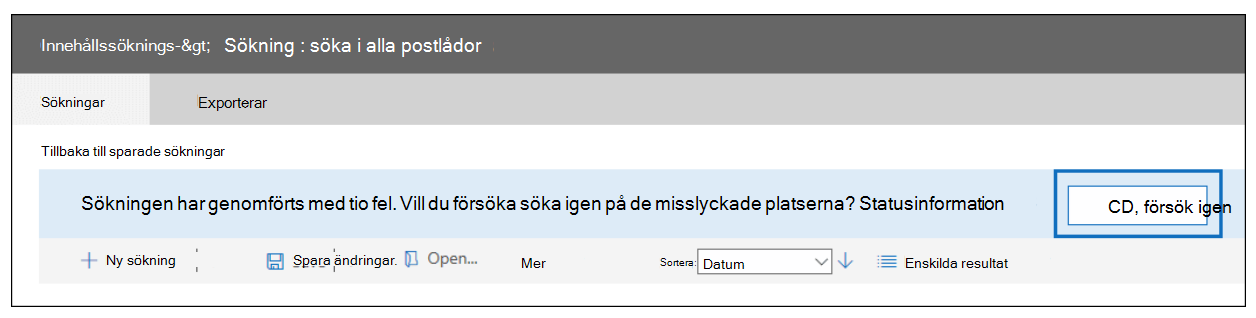 Innehållssöknings-&gt; Sökning : söka i alla postlådor
Sökningar Exporterar
Tillbaka till sparade sökningar
Sökningen har genomförts med tio fel. Vill du försöka söka igen på de misslyckade platserna? Statusinformation CD, försök igen
Ny sökning Spara ändringar. Open... Mer Sortera: Datum Enskilda resultat